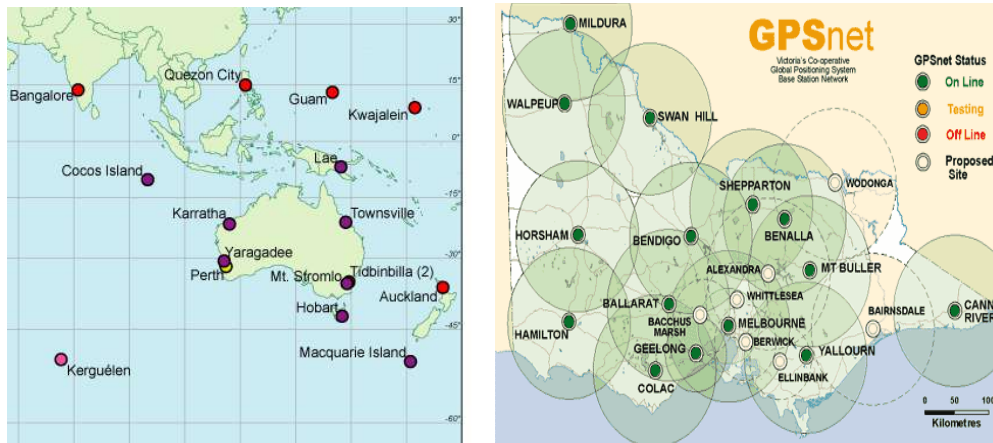 30°
15°
0°
-15°
-30°
-45°
-60°
Bangalore
Quezon City
Guam
Kwajalein
Lae
Cocos Island
Karratha
Townsville
Yaragadee
Perth
Mt. Stromlo
Tidbinbilla (2)
Auckland
Hobart
Macquarie Island
Kerguélen
GPSnet
Victoria's Co-operative
Global Positioning System
Base Station Network
GPSnet Status
On Line
Testing
Off Line
Proposed
Site
MILDURA
WALPEUP
SWAN HILL
SHEPPARTON
WODONGA
HORSHAM
BENDIGO
BENALLA
ALEXANDRA
MT BULLER
WHITTLESEA
BALLARAT
BACCHUS
MARSH
MELBOURNE
BAIRNSDALE
CANN
RIVER
HAMILTON
GEELONG
BERWICK
YALLOURN
ELLINBANK
COLAC
0 50 100
Kilometres